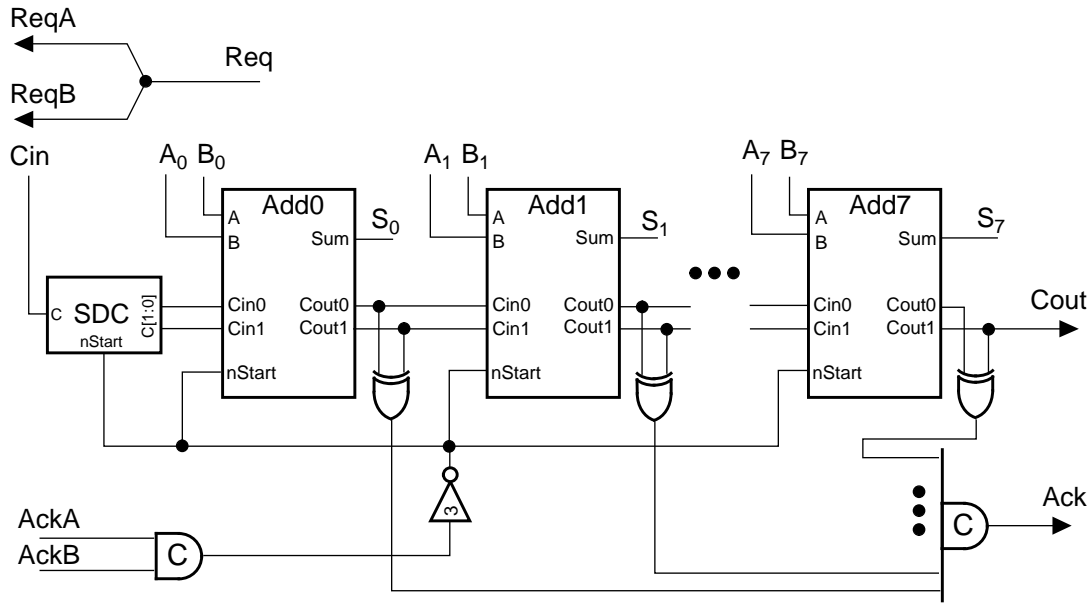 ReqA
Req
ReqB
Cin
A0 B0
A1 B1
A7 B7
Add0
Add1
Add7
A
B
Sum
S0
A
B
Sum
S1
A
B
Sum
S7
C SDC C[1:0]
nStart
Cin0 Cout0
Cin1 Cout1
nStart
Cin0 Cout0
Cin1 Cout1
nStart
Cin0 Cout0
Cin1 Cout1
nStart
Cout
3
AckA
AckB
C
C
Ack